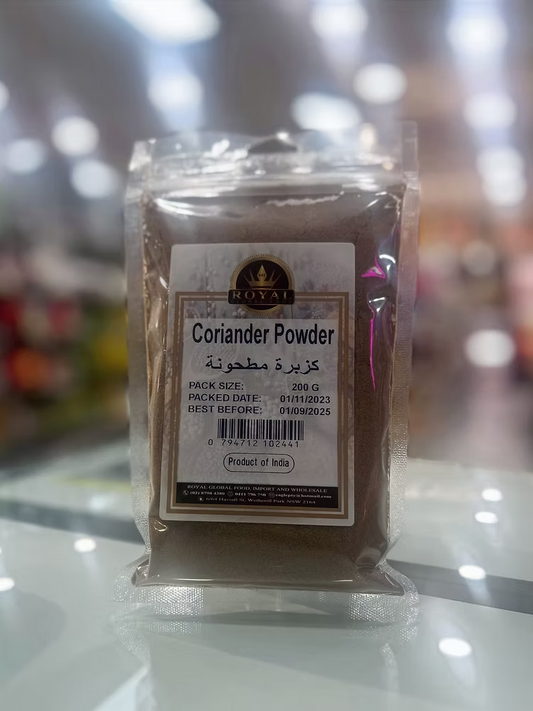 ROYAL
Coriander Powder
كزبرة مطحونة
PACK SIZE: 200 G
PACKED DATE: 01/11/2023
BEST BEFORE: 01/09/2025
0 794712 102441
Product of India
ROYAL GLOBAL FOOD, IMPORT AND WHOLESALE